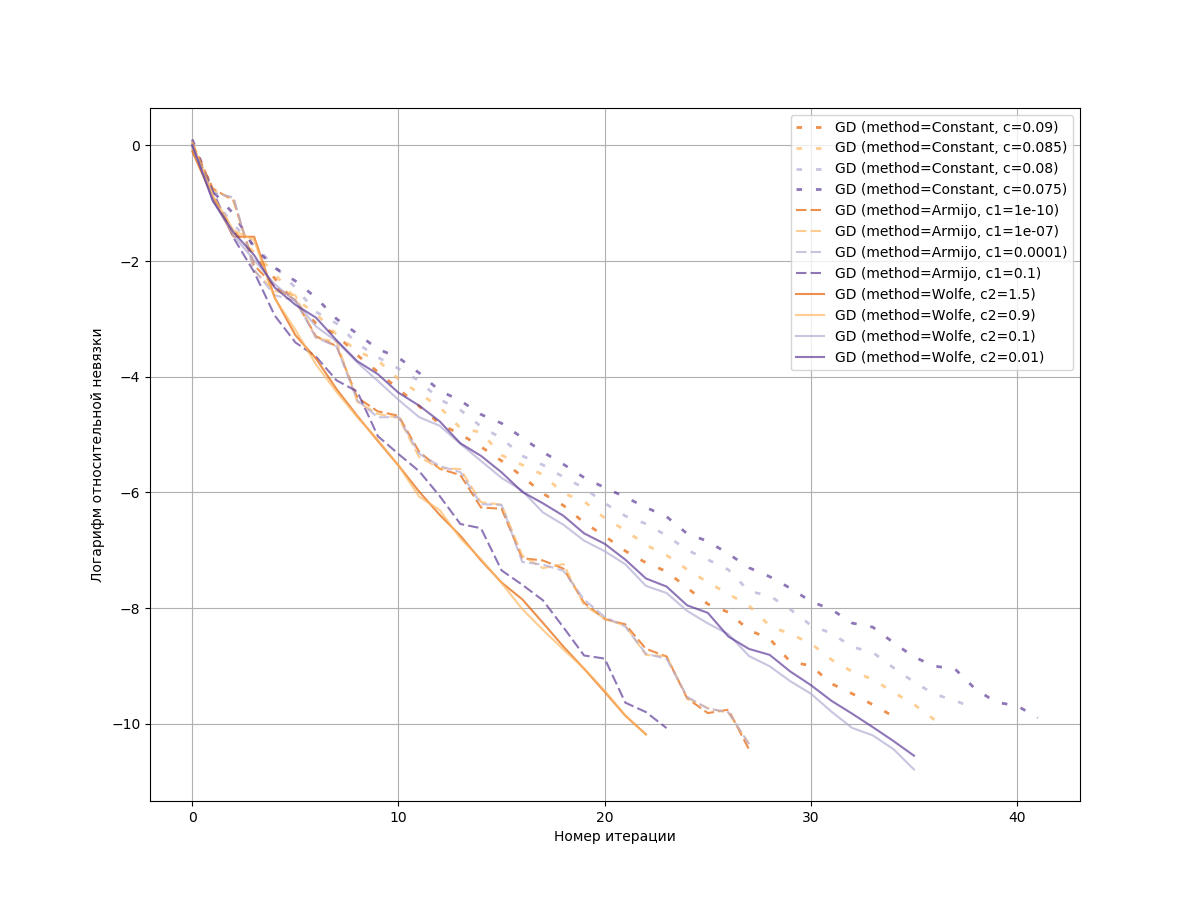 0
−2
−4
−6
−8
−10
Логарифм относительной невязки
0
10
20
30
40
Номер итерации
GD (method=Constant, c=0.09)
GD (method=Constant, c=0.085)
GD (method=Constant, c=0.08)
GD (method=Constant, c=0.075)
GD (method=Armijo, c1=1e-10)
GD (method=Armijo, c1=1e-07)
GD (method=Armijo, c1=0.0001)
GD (method=Armijo, c1=0.1)
GD (method=Wolfe, c2=1.5)
GD (method=Wolfe, c2=0.9)
GD (method=Wolfe, c2=0.1)
GD (method=Wolfe, c2=0.01)